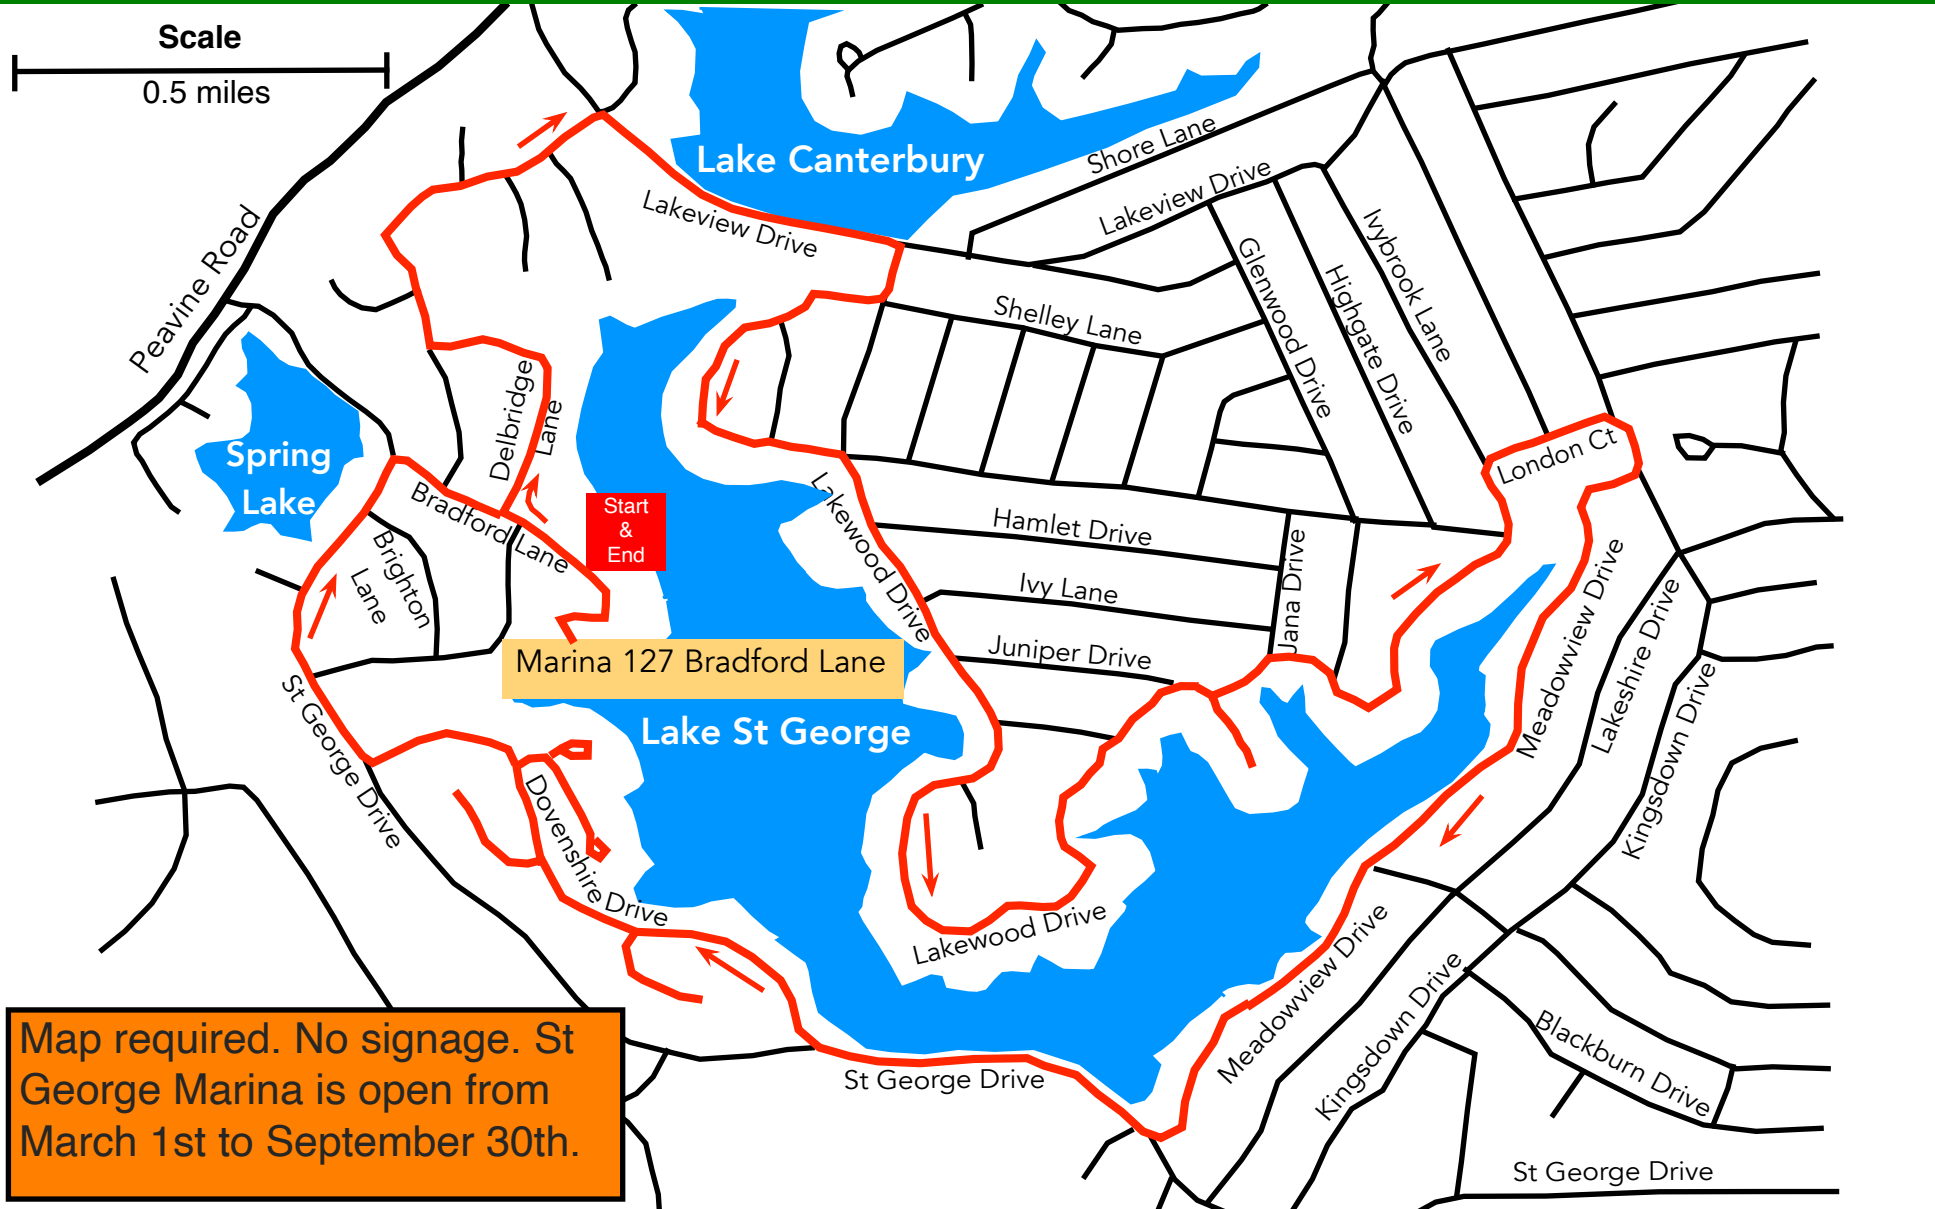 Scale
0.5 miles
Peavine Road
Lake Canterbury
Shore Lane
Lakeview Drive
Lakeview Drive
Ivybrook Lane
Glenwood Drive
Highgate Drive
Shelley Lane
Spring
Lake
Delbridge
Lane
Bradford Lane
Brighton
Lane
Start
&
End
Lakewood Drive
Hamlet Drive
Ivy Lane
Juniper Drive
Jana Drive
London Ct
Meadowview Drive
Lakeshire Drive
Kingsdown Drive
Marina 127 Bradford Lane
Lake St George
St George Drive
Dovenshire Drive
Lakewood Drive
Meadowview Drive
Kingsdown Drive
Blackburn Drive
St George Drive
St George Drive
Map required. No signage. St
George Marina is open from
March 1st to September 30th.